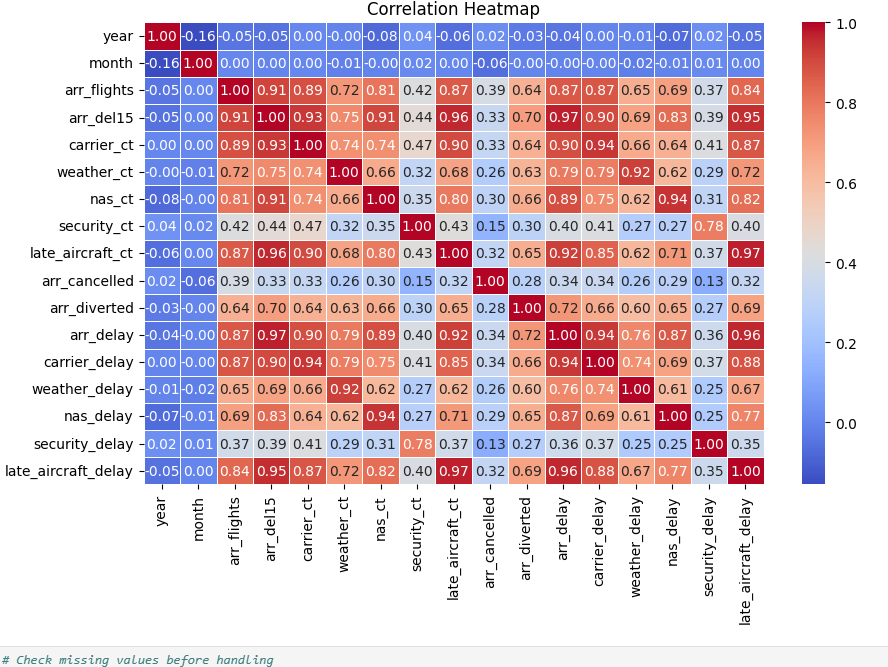 Correlation Heatmap
year 1.00 -0.16 -0.05 -0.05 0.00 -0.00 -0.08 0.04 -0.06 0.02 -0.03 -0.04 0.00 -0.01 -0.07 0.02 -0.05
month -0.16 1.00 0.00 0.00 0.00 -0.01 -0.00 0.02 0.00 -0.06 -0.00 -0.00 -0.00 -0.02 -0.01 0.01 0.00
arr_flights -0.05 0.00 1.00 0.91 0.89 0.72 0.81 0.42 0.87 0.39 0.64 0.87 0.87 0.65 0.69 0.37 0.84
arr_del15 -0.05 0.00 0.91 1.00 0.93 0.75 0.91 0.44 0.96 0.33 0.70 0.97 0.90 0.69 0.83 0.39 0.95
carrier_ct 0.00 0.00 0.89 0.93 1.00 0.74 0.74 0.47 0.90 0.33 0.64 0.90 0.94 0.66 0.64 0.41 0.87
weather_ct -0.00 -0.01 0.72 0.75 0.74 1.00 0.66 0.32 0.68 0.26 0.63 0.79 0.79 0.92 0.62 0.29 0.72
nas_ct -0.08 -0.00 0.81 0.91 0.74 0.66 1.00 0.35 0.80 0.30 0.66 0.89 0.75 0.62 0.94 0.31 0.82
security_ct 0.04 0.02 0.42 0.44 0.47 0.32 0.35 1.00 0.43 0.15 0.30 0.40 0.41 0.27 0.27 0.78 0.40
late_aircraft_ct -0.06 0.00 0.87 0.96 0.90 0.68 0.80 0.43 1.00 0.32 0.65 0.92 0.85 0.62 0.71 0.37 0.97
arr_cancelled 0.02 -0.06 0.39 0.33 0.33 0.26 0.30 0.15 0.32 1.00 0.28 0.34 0.34 0.26 0.29 0.13 0.32
arr_diverted -0.03 -0.00 0.64 0.70 0.64 0.63 0.66 0.30 0.65 0.28 1.00 0.72 0.66 0.60 0.65 0.27 0.69
arr_delay -0.04 -0.00 0.87 0.97 0.90 0.79 0.89 0.40 0.92 0.34 0.72 1.00 0.94 0.76 0.87 0.36 0.96
carrier_delay 0.00 -0.00 0.87 0.90 0.94 0.79 0.75 0.41 0.85 0.34 0.66 0.94 1.00 0.74 0.69 0.37 0.88
weather_delay -0.01 -0.02 0.65 0.69 0.66 0.92 0.62 0.27 0.62 0.26 0.60 0.76 0.74 1.00 0.61 0.25 0.67
nas_delay -0.07 -0.01 0.69 0.83 0.64 0.62 0.94 0.27 0.71 0.29 0.65 0.87 0.69 0.61 1.00 0.25 0.77
security_delay 0.02 0.01 0.37 0.39 0.41 0.29 0.31 0.78 0.37 0.13 0.27 0.36 0.37 0.25 0.25 1.00 0.35
late_aircraft_delay -0.05 0.00 0.84 0.95 0.87 0.72 0.82 0.40 0.97 0.32 0.69 0.96 0.88 0.67 0.77 0.35 1.00
year
month
arr_flights
arr_del15
carrier_ct
weather_ct
nas_ct
security_ct
late_aircraft_ct
arr_cancelled
arr_diverted
arr_delay
carrier_delay
weather_delay
nas_delay
security_delay
late_aircraft_delay
1.0
0.8
0.6
0.4
0.2
0.0
# Check missing values before handling